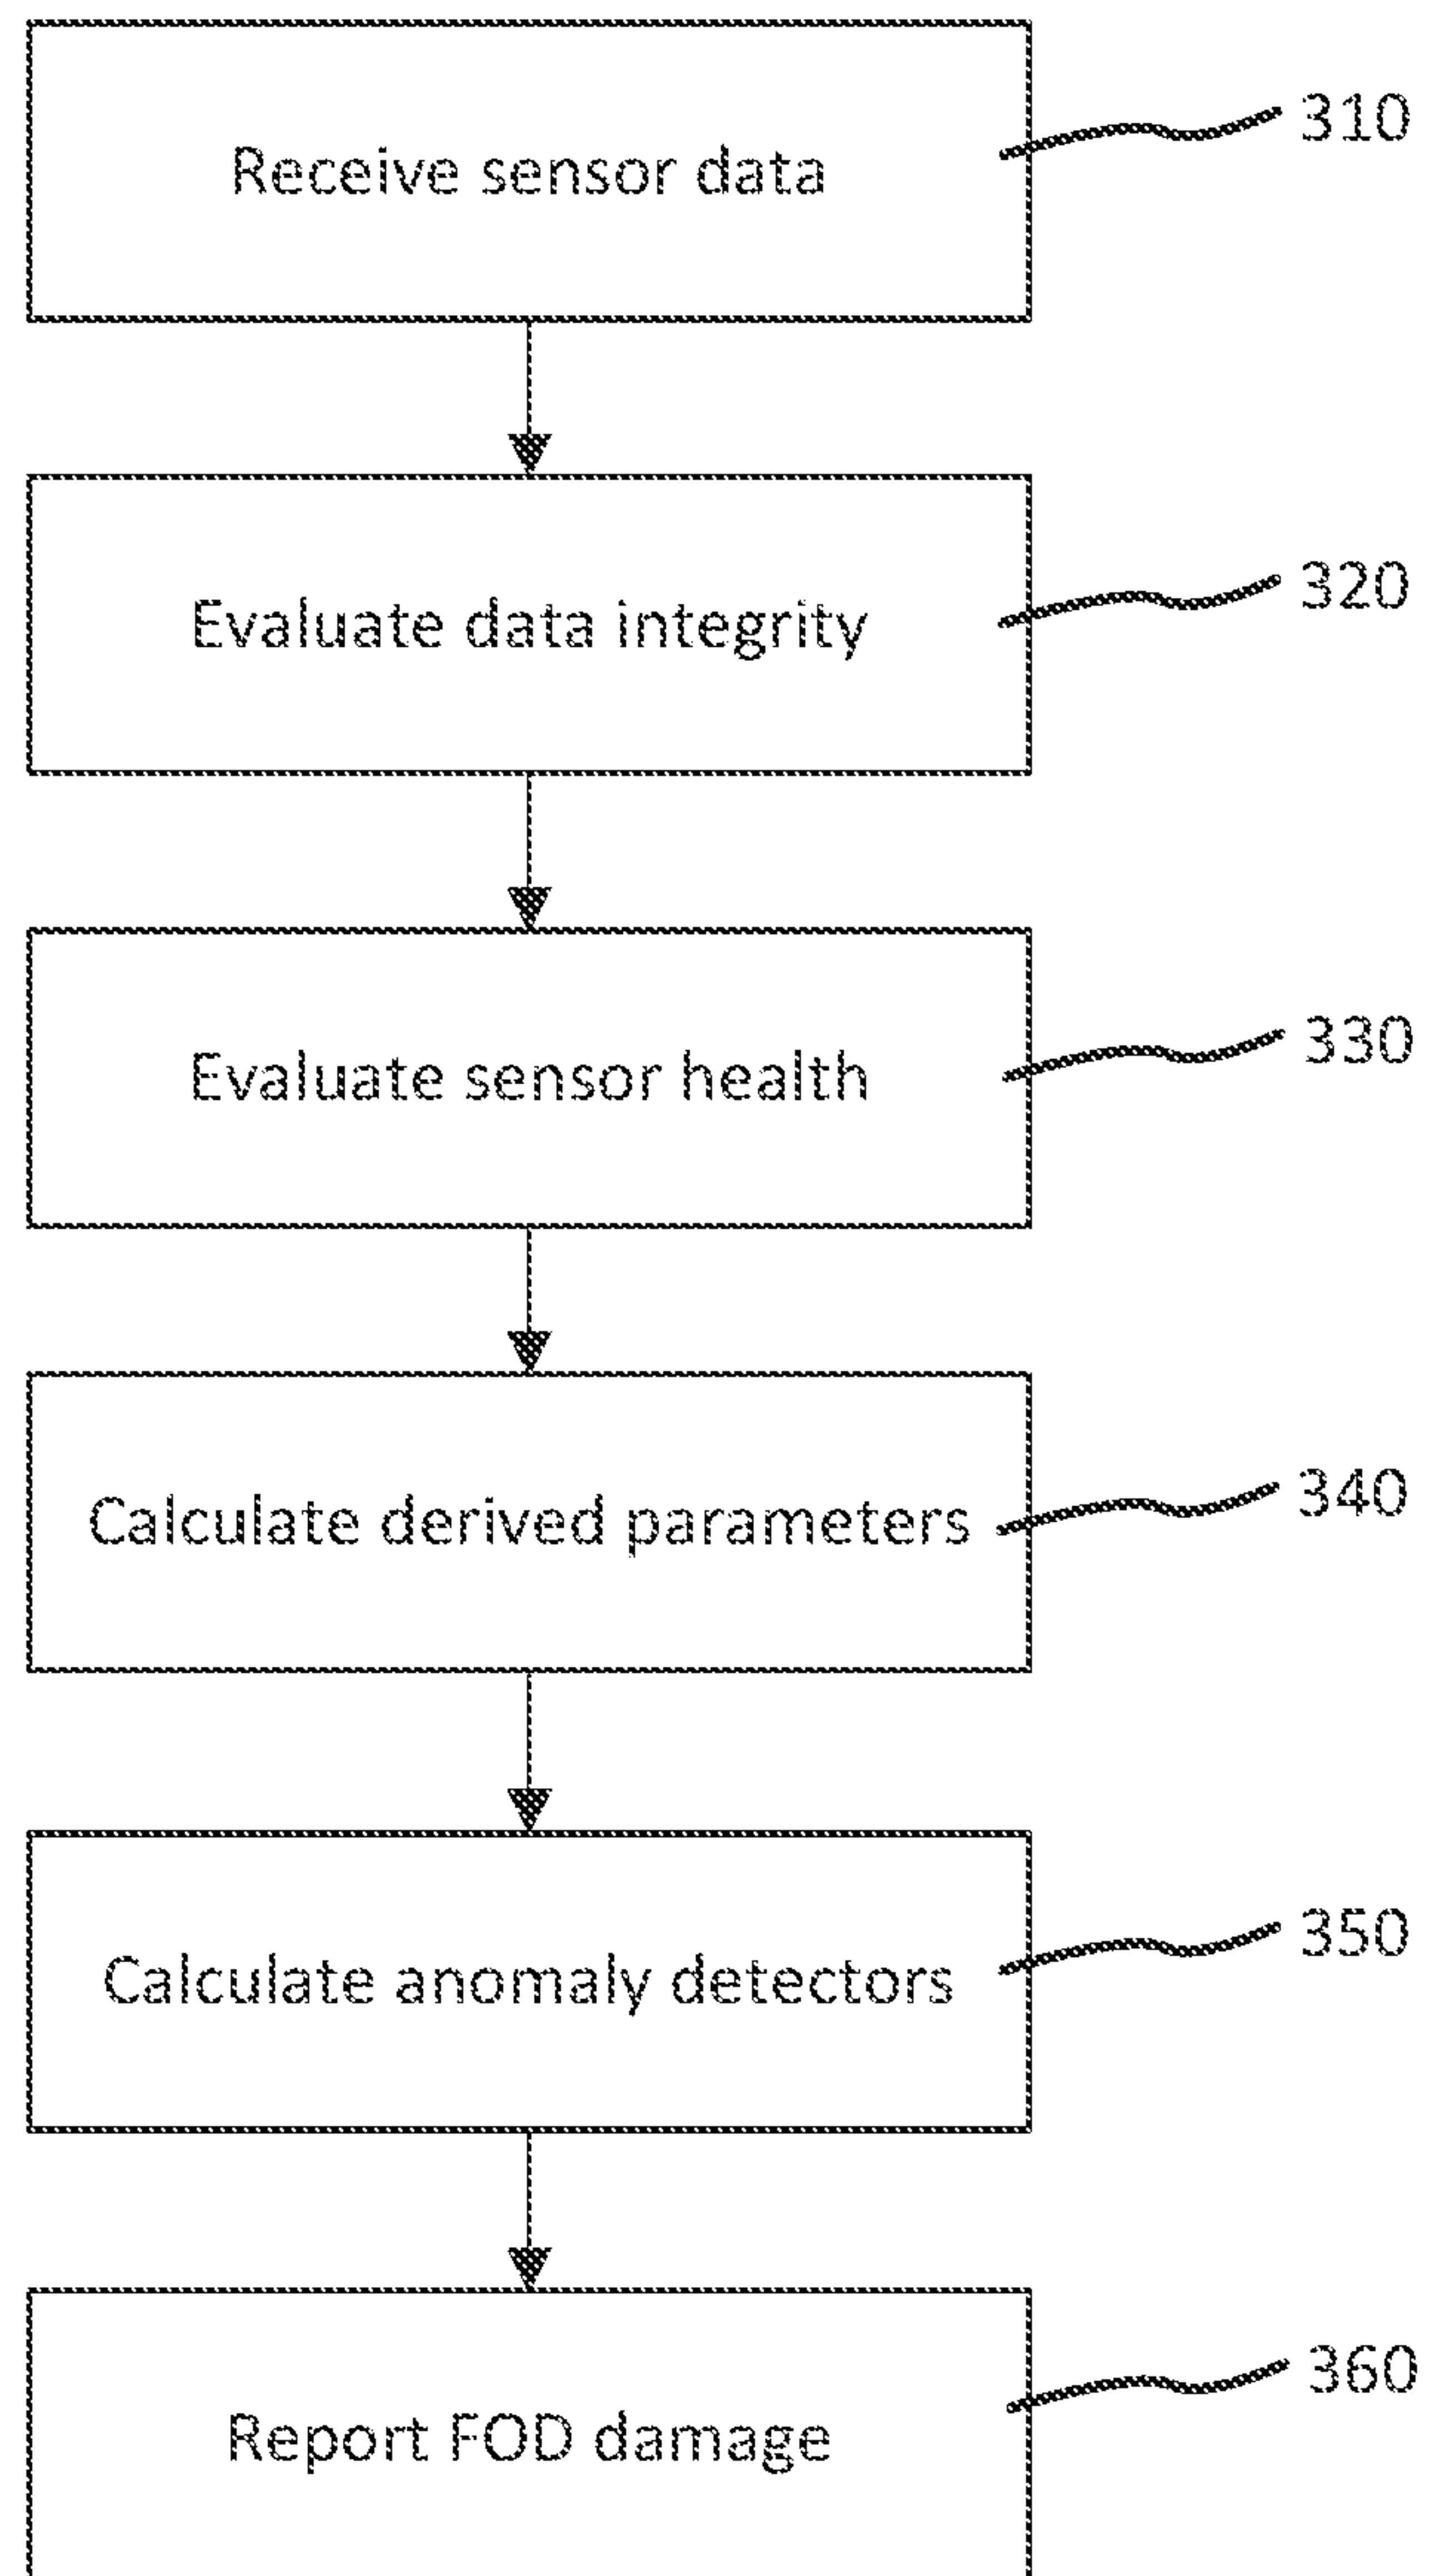 Receive sensor data
310
Evaluate data integrity
320
Evaluate sensor health
330
Calculate derived parameters
340
Calculate anomaly detectors
350
Report FOD damage
360